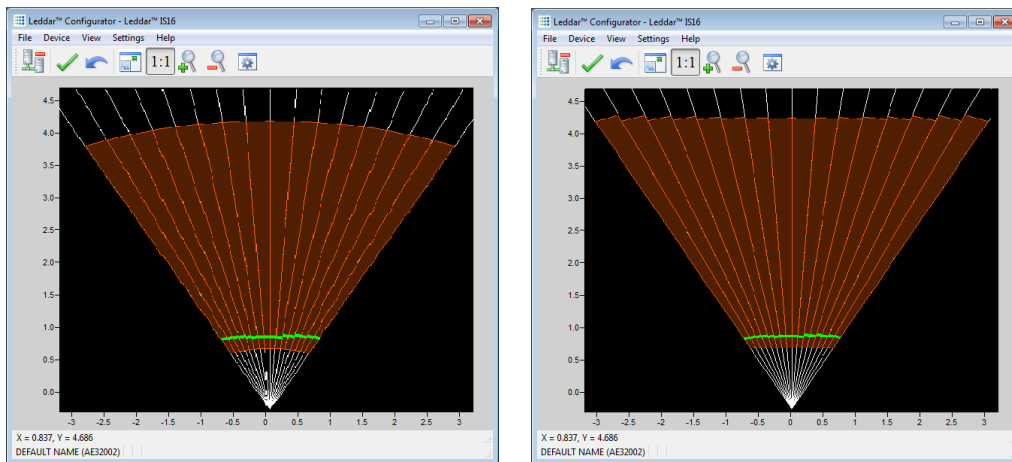 Leddar™ Configurator - Leddar™ IS16
File Device View Settings Help
1:1
4.5
4.0
3.5
3.0
2.5
2.0
1.5
1.0
0.5
0.0
-3 -2.5 -2 -1.5 -1 -0.5 0 0.5 1 1.5 2 2.5 3
X = 0.837, Y = 4.686
DEFAULT NAME (AE32002)
Leddar™ Configurator - Leddar™ IS16
File Device View Settings Help
1:1
4.5
4.0
3.5
3.0
2.5
2.0
1.5
1.0
0.5
0.0
-3 -2.5 -2 -1.5 -1 -0.5 0 0.5 1 1.5 2 2.5 3
X = 0.837, Y = 4.686
DEFAULT NAME (AE32002)